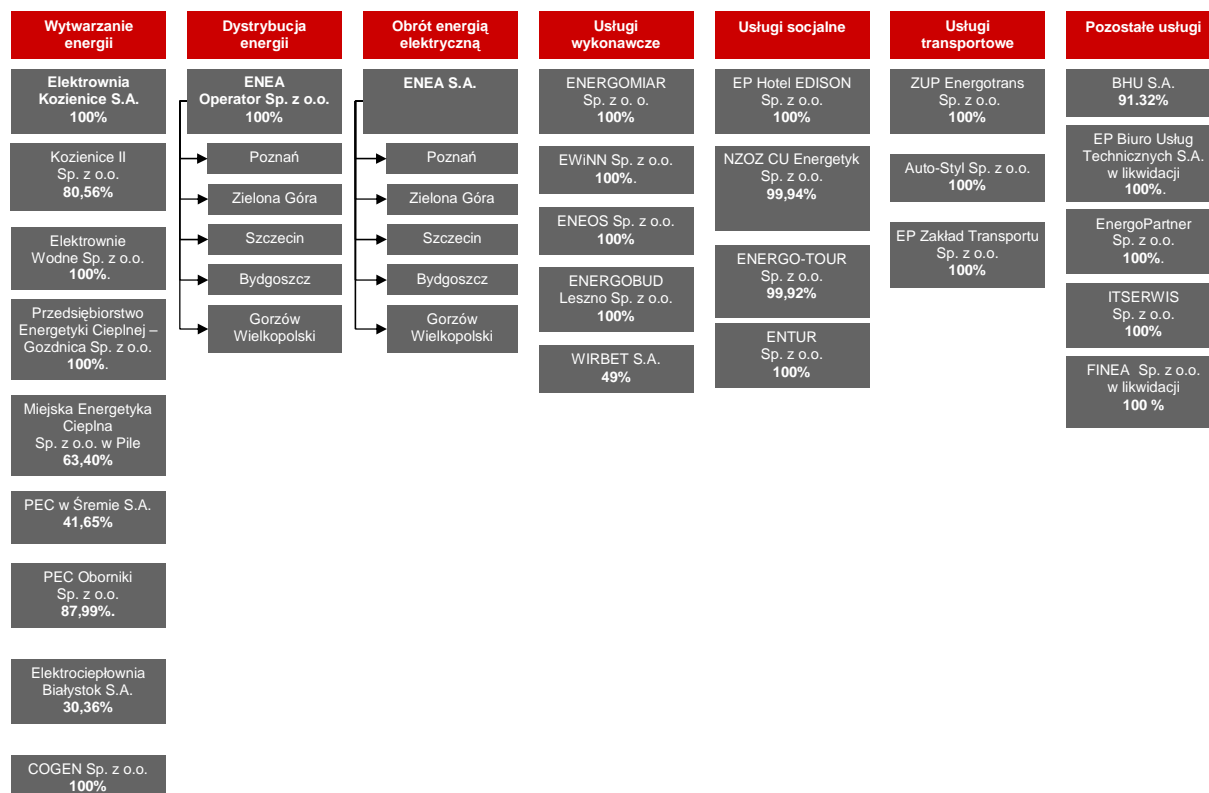 Wytwarzanie
energii
Elektrownia
Kozienice S.A.
100%
Kozienice II
Sp. z o.o.
80,56%
Elektrownie
Wodne Sp. z o.o.
100%.
Przedsiębiorstwo
Energetyki Cieplnej –
Gozdnica Sp. z o.o.
100%.
Miejska Energetyka
Cieplna
Sp. z o.o. w Pile
63,40%
PEC w Śremie S.A.
41,65%
PEC Oborniki
Sp. z o.o.
87,99%.
Elektrociepłownia
Białystok S.A.
30,36%
COGEN Sp. z o.o.
100%
Dystrybucja
energii
ENEA
Operator Sp. z o.o.
100%
Poznań
Zielona Góra
Szczecin
Bydgoszcz
Gorzów
Wielkopolski
Obrót energią
elektryczną
ENEA S.A.
Poznań
Zielona Góra
Szczecin
Bydgoszcz
Gorzów
Wielkopolski
Usługi
wykonawcze
ENERGOMIAR
Sp. z o. o.
100%
EWiNN Sp. z o.o.
100%.
ENEOS Sp. z o.o.
100%
ENERGOBUD
Leszno Sp. z o.o.
100%
WIRBET S.A.
49%
Usługi socjalne
EP Hotel EDISON
Sp. z o.o.
100%
NZOZ CU Energetyk
Sp. z o.o.
99,94%
ENERGO-TOUR
Sp. z o.o.
99,92%
ENTUR
Sp. z o.o.
100%
Usługi
transportowe
ZUP Energotrans
Sp. z o.o.
100%
Auto-Styl Sp. z o.o.
100%
EP Zakład Transportu
Sp. z o.o.
100%
Pozostałe usługi
BHU S.A.
91.32%
EP Biuro Usług
Technicznych S.A.
w likwidacji
100%.
EnergoPartner
Sp. z o.o.
100%.
ITSERWIS
Sp. z o.o.
100%
FINEA Sp. z o.o.
w likwidacji
100 %